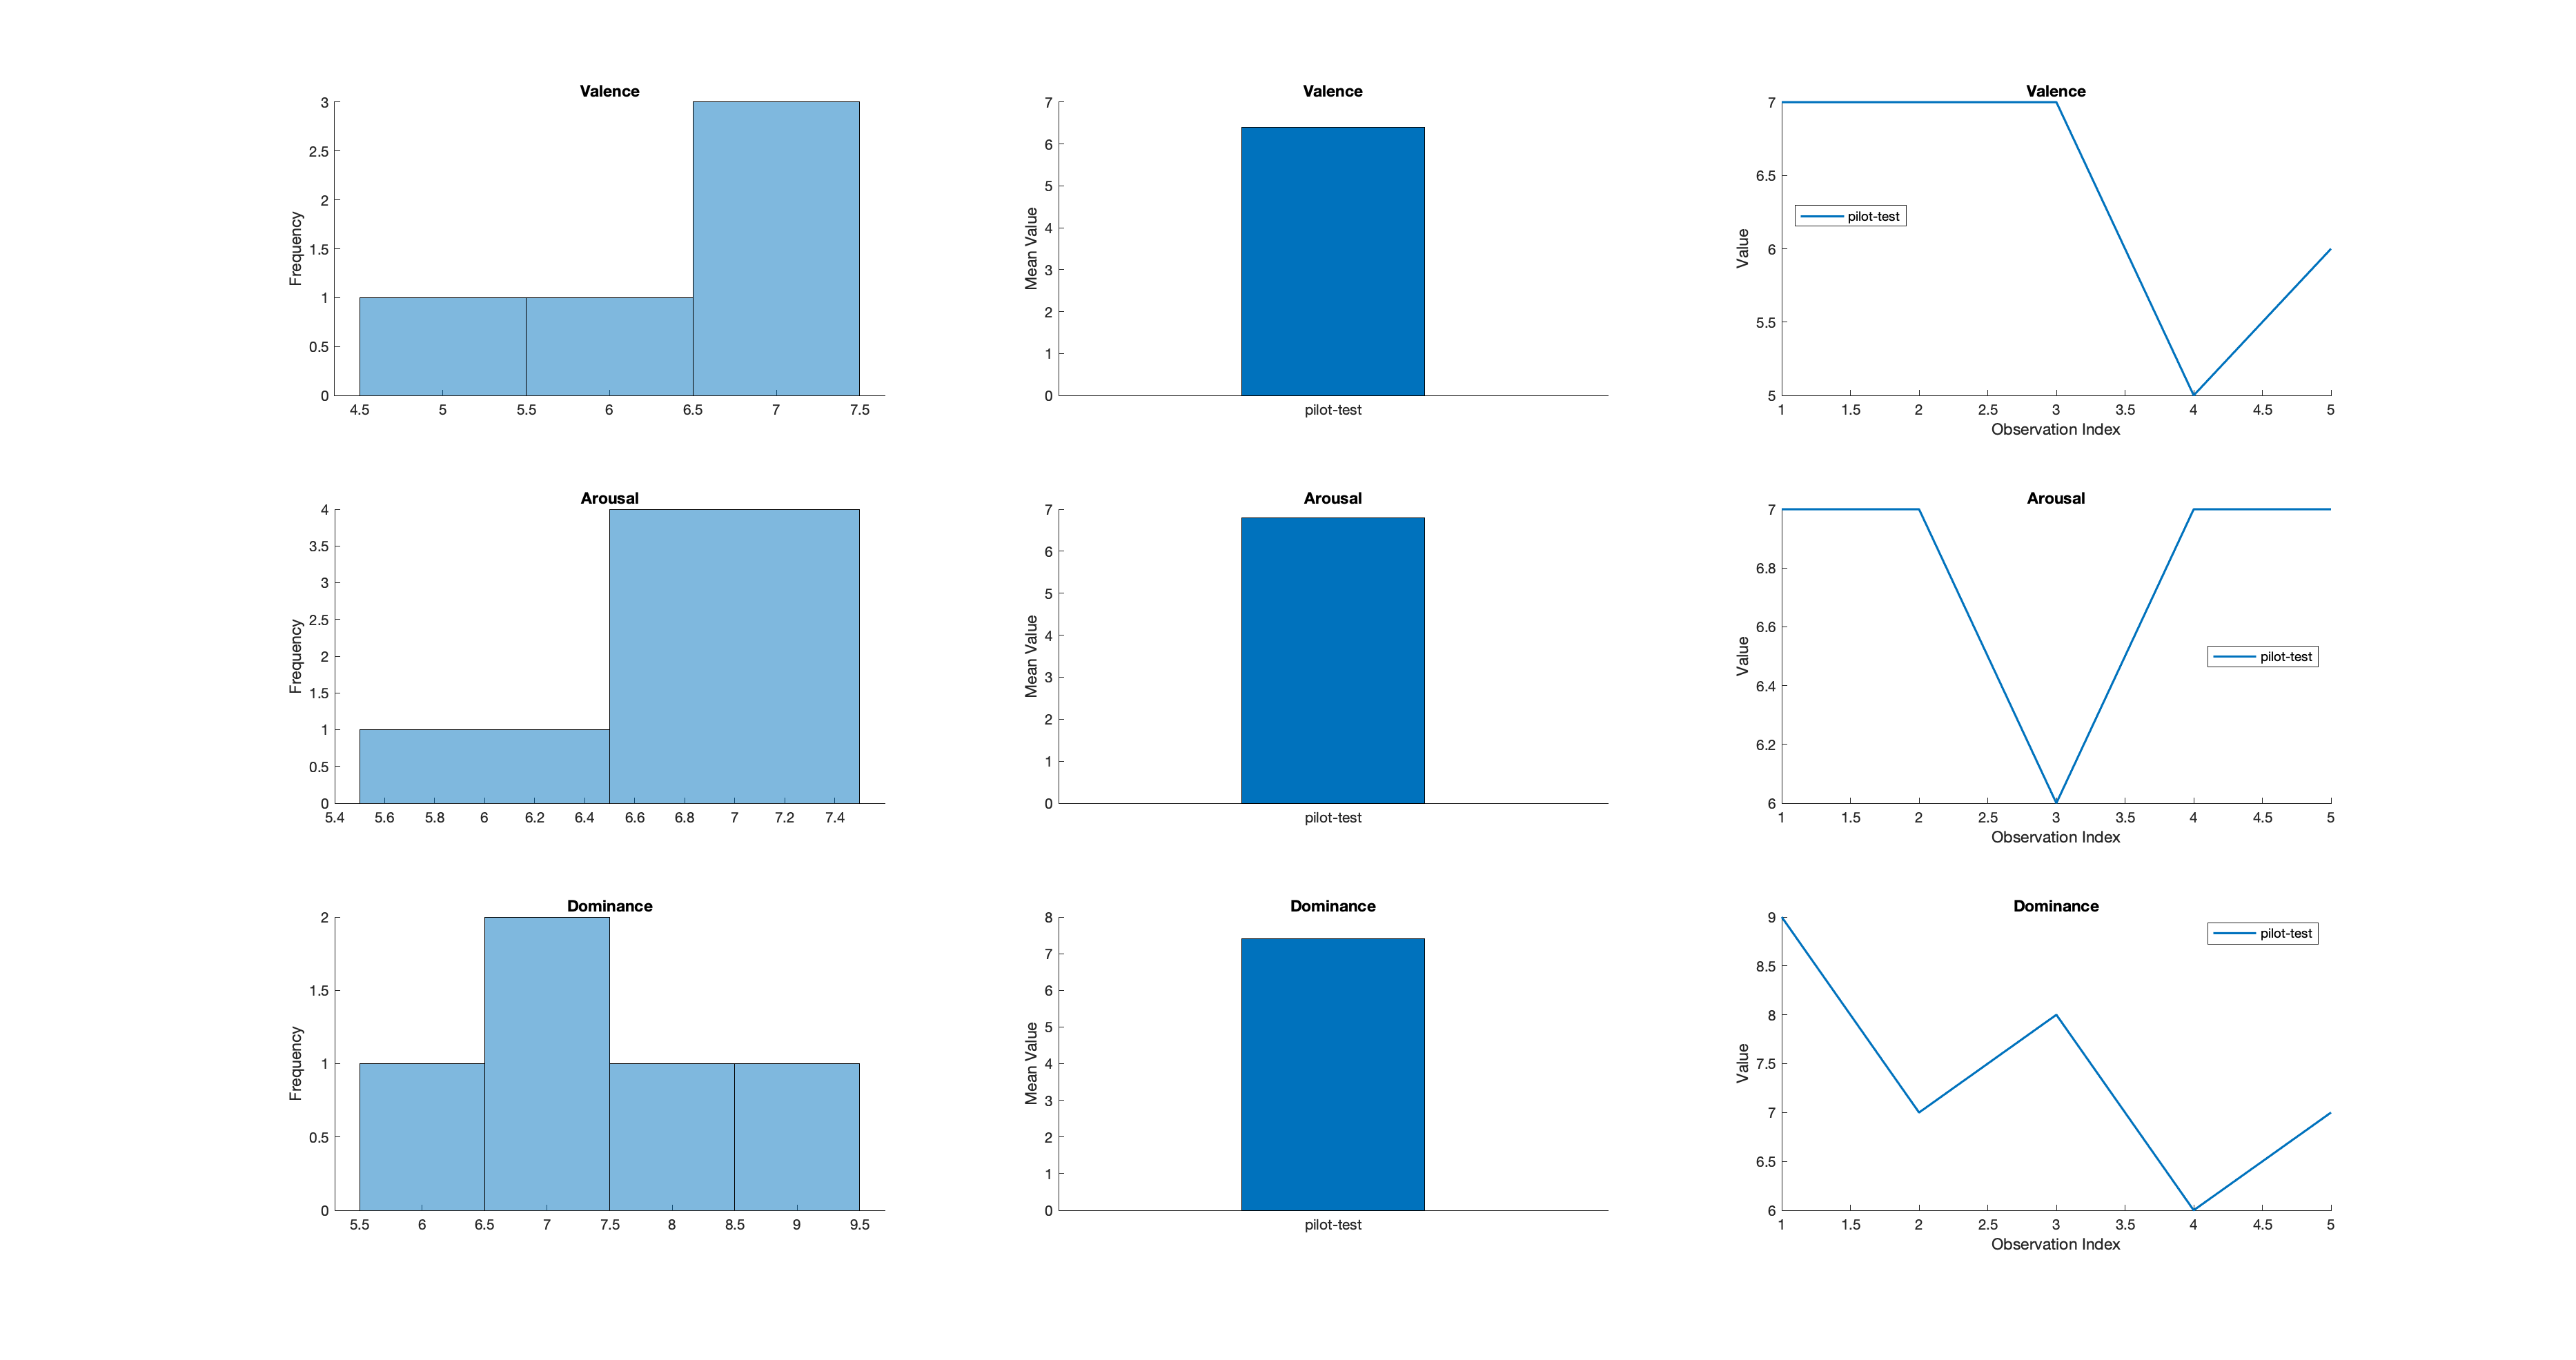 Valence
3
2.5
2
1.5
1
0.5
0
Frequency
4.5 5 5.5 6 6.5 7 7.5
Valence
7
6
5
4
3
2
1
0
Mean Value
pilot-test
Valence
7
6.5
6
5.5
5
Value
pilot-test
1 1.5 2 2.5 3 3.5 4 4.5 5
Observation Index
Arousal
4
3.5
3
2.5
2
1.5
1
0.5
0
Frequency
5.4 5.6 5.8 6 6.2 6.4 6.6 6.8 7 7.2 7.4
Arousal
7
6
5
4
3
2
1
0
Mean Value
pilot-test
Arousal
7
6.8
6.6
6.4
6.2
6
Value
pilot-test
1 1.5 2 2.5 3 3.5 4 4.5 5
Observation Index
Dominance
2
1.5
1
0.5
0
Frequency
5.5 6 6.5 7 7.5 8 8.5 9 9.5
Dominance
8
7
6
5
4
3
2
1
0
Mean Value
pilot-test
Dominance
9
8.5
8
7.5
7
6.5
6
Value
pilot-test
1 1.5 2 2.5 3 3.5 4 4.5 5
Observation Index